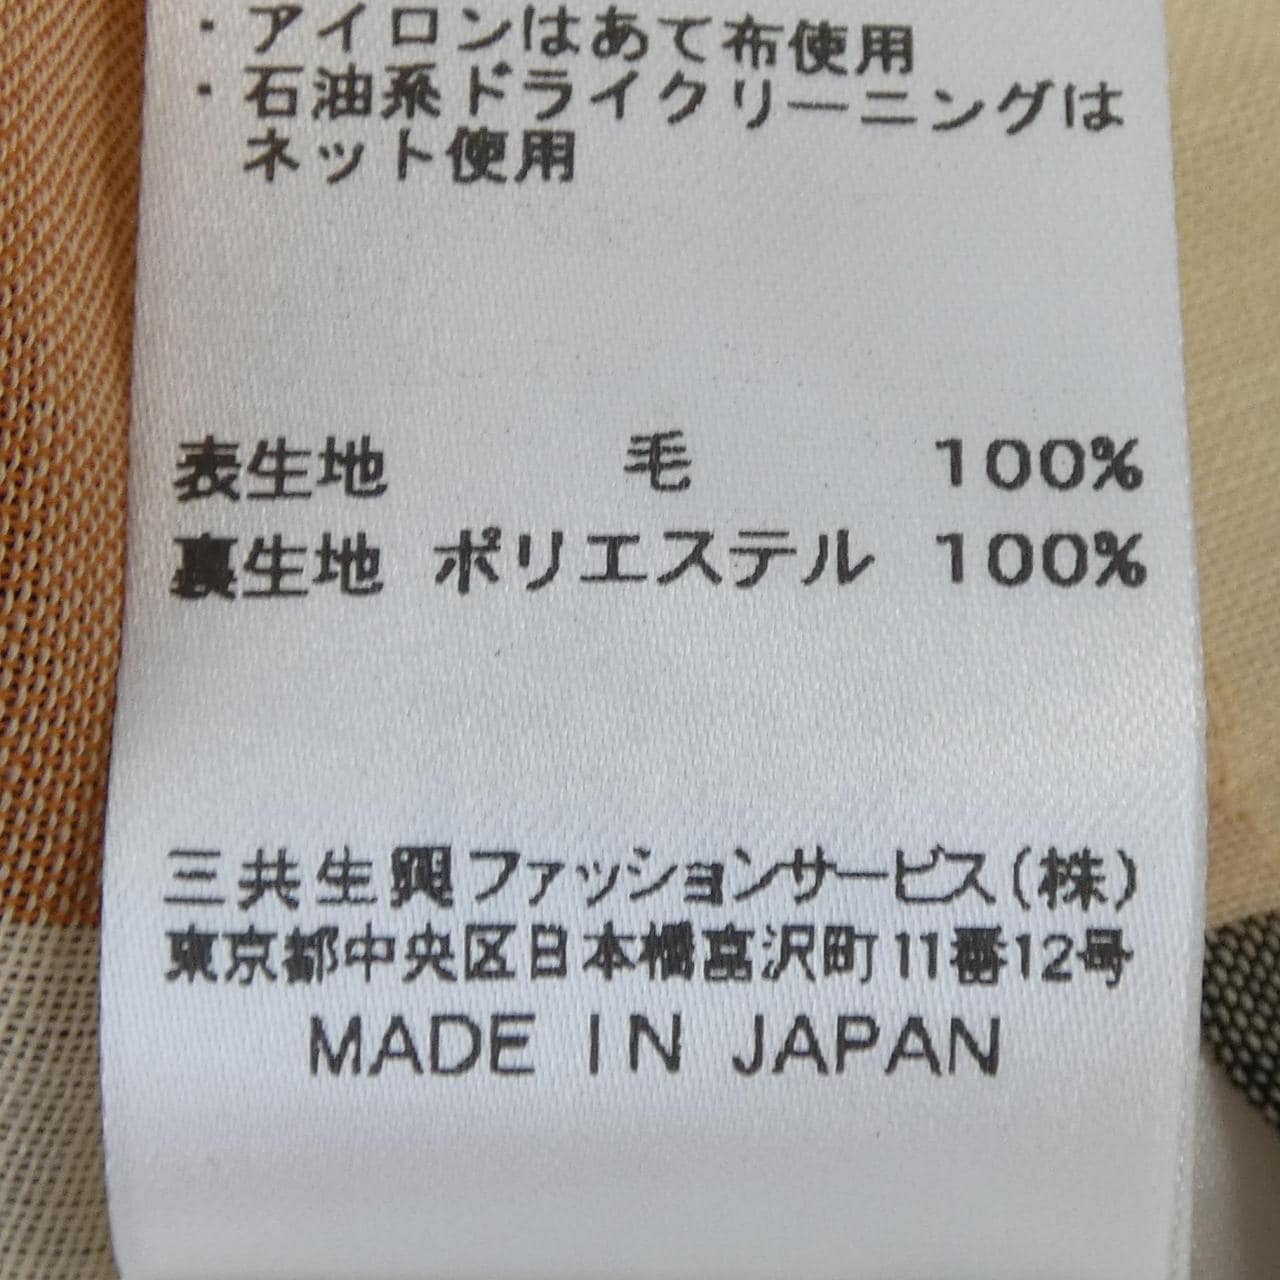 ・アイロンはあて布使用
・石油系ドライクリーニングは
ネット使用
表生地 毛 100%
裏生地 ポリエステル 100%
三共生興ファッションサービス(株)
東京都中央区日本橋富沢町11番12号
MADE IN JAPAN